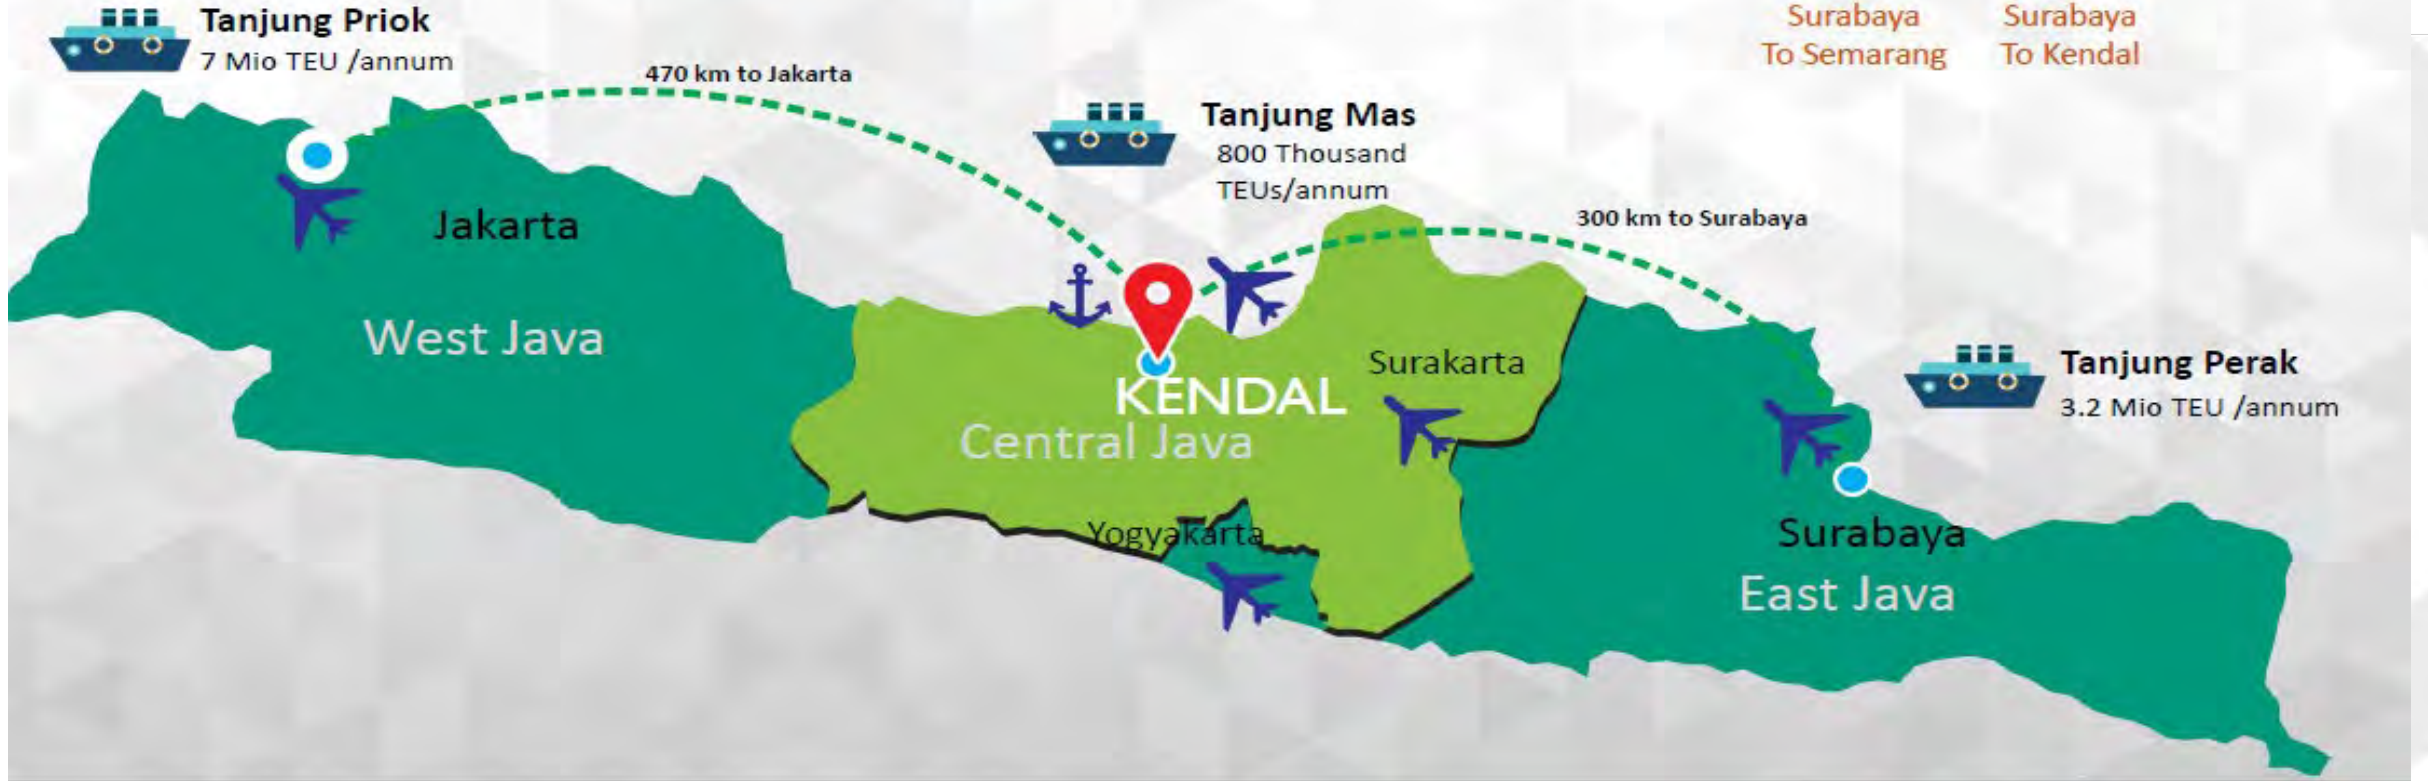 Tanjung Priok
7 Mio TEU /annum
470 km to Jakarta
Surabaya
To Semarang
Surabaya
To Kendal
Tanjung Mas
800 Thousand
TEUs/annum
300 km to Surabaya
Jakarta
West Java
Surakarta
KENDAL
Central Java
Yogyakarta
Tanjung Perak
3.2 Mio TEU /annum
Surabaya
East Java